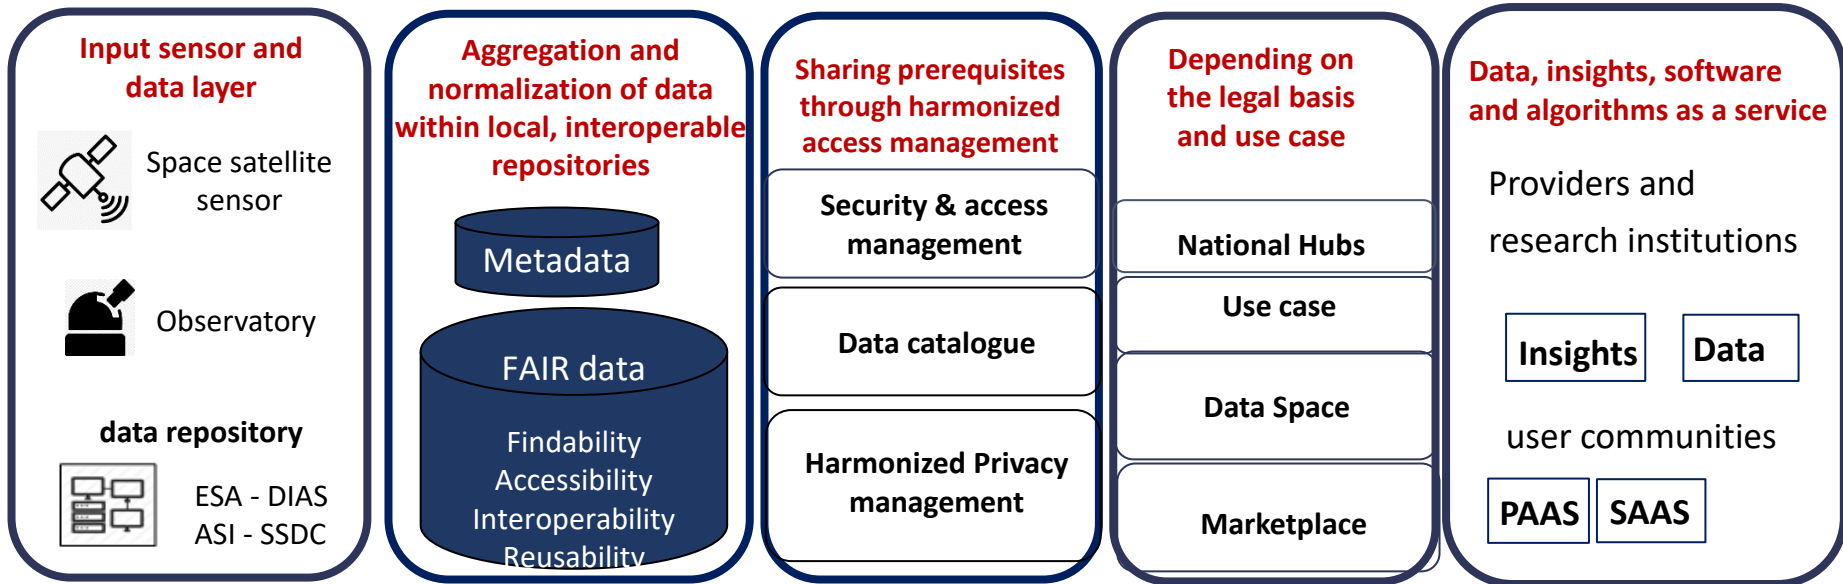 Input sensor and
data layer
Space satellite
sensor
Observatory
data repository
ESA - DIAS
ASI - SSDC
Aggregation and
normalization of data
within local, interoperable
repositories
Metadata
FAIR data
Findability
Accessibility
Interoperability
Reusability
Sharing prerequisites
through harmonized
access management
Security & access
management
Data catalogue
Harmonized Privacy
management
Depending on
the legal basis
and use case
National Hubs
Use case
Data Space
Marketplace
Data, insights, software
and algorithms as a service
Providers and
research institutions
Insights
Data
user communities
PAAS
SAAS